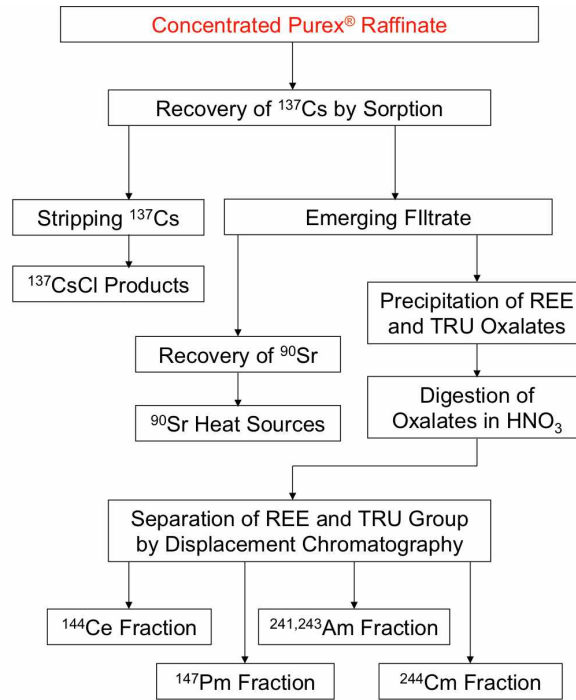 Concentrated Purex® Raffinate
Recovery of ¹³⁷Cs by Sorption
Stripping ¹³⁷Cs
Emerging FIltrate
¹³⁷CsCl Products
Precipitation of REE
and TRU Oxalates
Recovery of ⁹⁰Sr
Digestion of
Oxalates in HNO₃
⁹⁰Sr Heat Sources
Separation of REE and TRU Group
by Displacement Chromatography
¹⁴⁴Ce Fraction
²⁴¹,²⁴³Am Fraction
¹⁴⁷Pm Fraction
²⁴⁴Cm Fraction